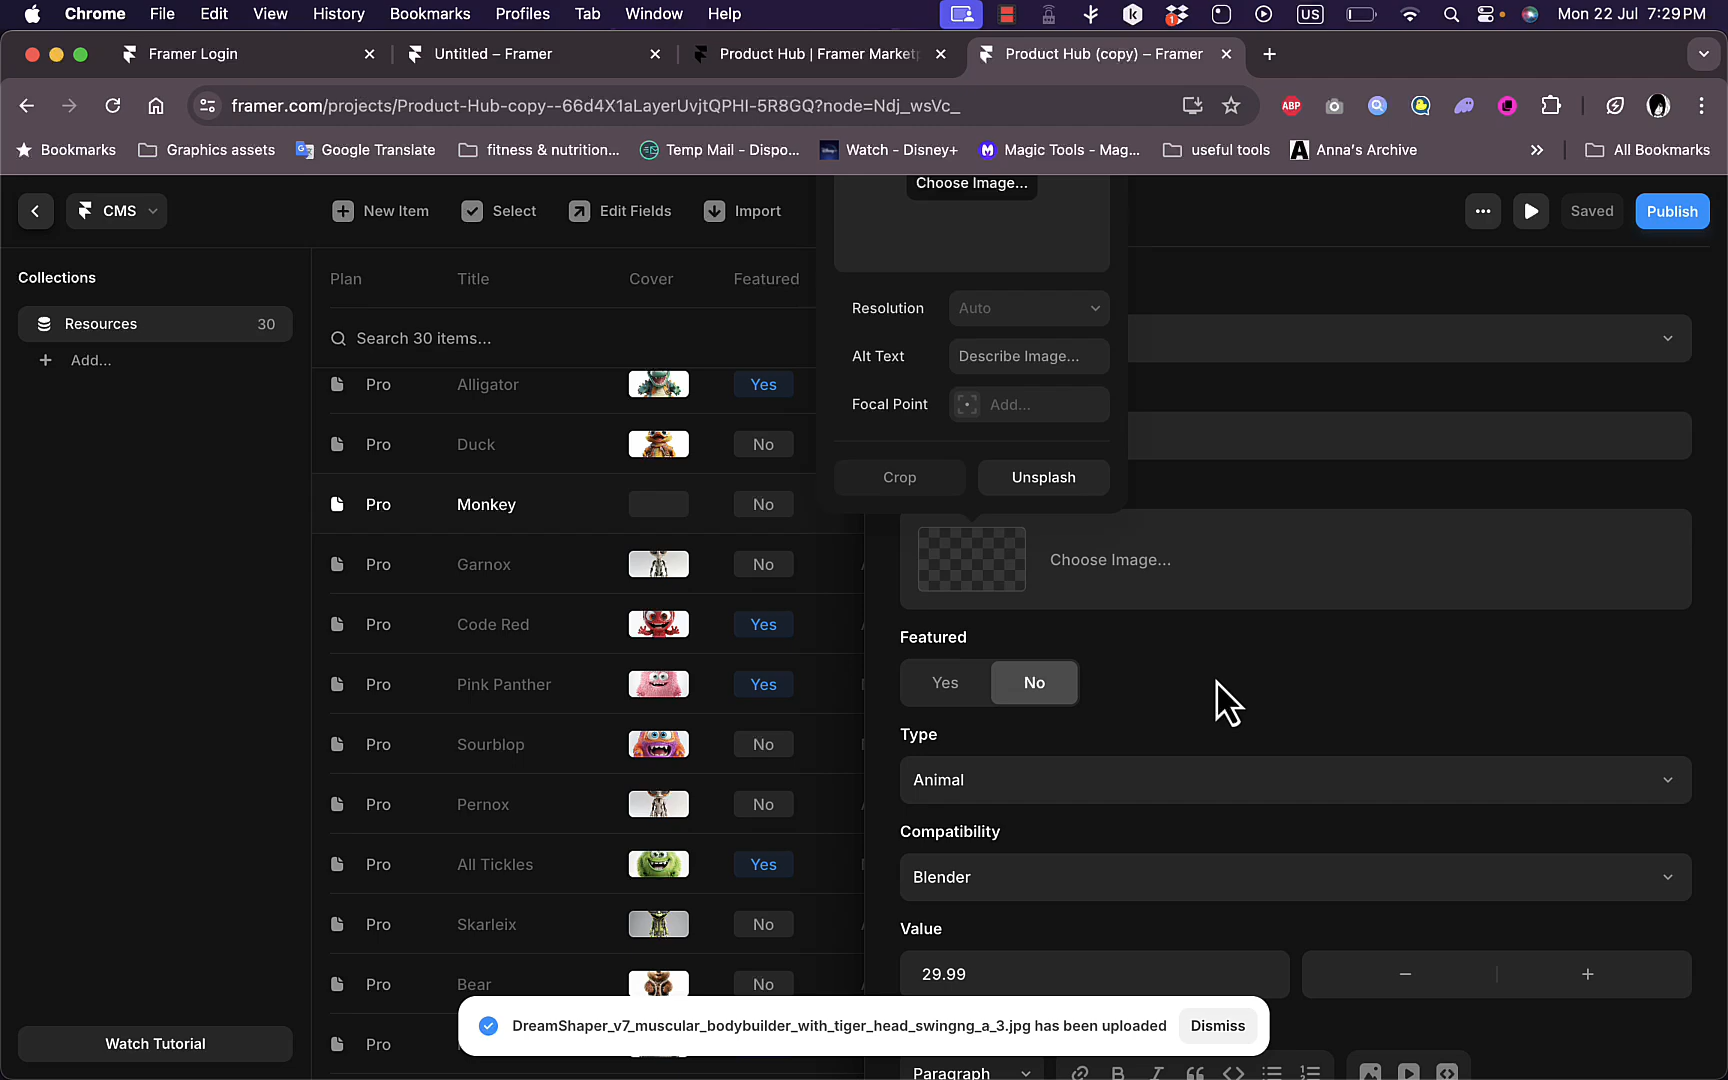 Chrome File Edit View History Bookmarks Profiles Tab Window Help US Mon 22 Jul 7:29 PM
Framer Login Untitled – Framer Product Hub | Framer Market Product Hub (copy) – Framer
framer.com/projects/Product-Hub-copy--66d4X1aLayerUvjtQPHI-5R8GQ?node=Ndj_wsVc_ ABP
Bookmarks Graphics assets Google Translate fitness & nutrition... Temp Mail - Dispo... Watch - Disney+ Magic Tools - Mag... useful tools Anna's Archive All Bookmarks
Choose Image...
CMS New Item Select Edit Fields Import Saved Publish
Collections Plan Title Cover Featured
Resources 30 Search 30 items... Resolution Auto
Add... Alt Text Describe Image...
Pro Alligator Yes Focal Point Add...
Pro Duck No
Crop Unsplash
Pro Monkey No
Pro Garnox No Choose Image...
Pro Code Red Yes Featured
Pro Pink Panther Yes Yes No
Pro Sourblop No Type
Animal
Pro Pernox No Compatibility
Pro All Tickles Yes Blender
Pro Skarleix No Value
Pro Bear No 29.99
DreamShaper_v7_muscular_bodybuilder_with_tiger_head_swingng_a_3.jpg has been uploaded Dismiss
Watch Tutorial Pro
Paragraph B I